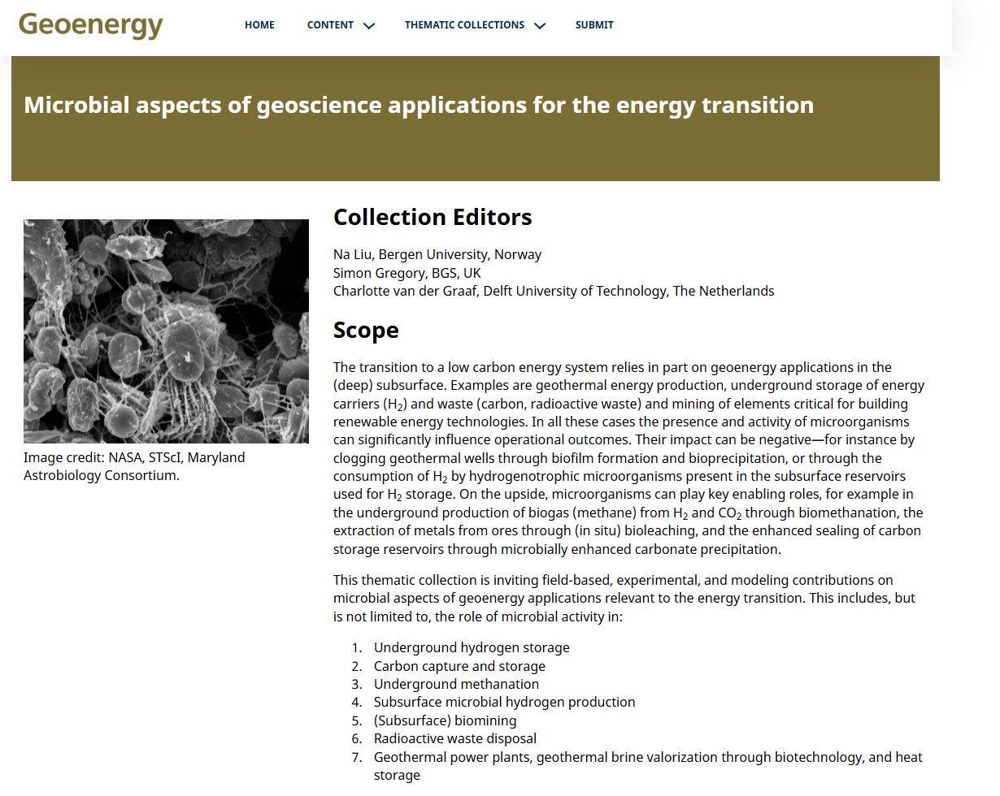 Geoenergy
HOME
CONTENT
THEMATIC COLLECTIONS
SUBMIT
Microbial aspects of geoscience applications for the energy transition
Image credit: NASA, STScI, Maryland
Astrobiology Consortium.
Collection Editors
Na Liu, Bergen University, Norway
Simon Gregory, BGS, UK
Charlotte van der Graaf, Delft University of Technology, The Netherlands
Scope
The transition to a low carbon energy system relies in part on geoenergy applications in the
(deep) subsurface. Examples are geothermal energy production, underground storage of energy
carriers (H₂) and waste (carbon, radioactive waste) and mining of elements critical for building
renewable energy technologies. In all these cases the presence and activity of microorganisms
can significantly influence operational outcomes. Their impact can be negative—for instance by
clogging geothermal wells through biofilm formation and bioprecipitation, or through the
consumption of H₂ by hydrogenotrophic microorganisms present in the subsurface reservoirs
used for H₂ storage. On the upside, microorganisms can play key enabling roles, for example in
the underground production of biogas (methane) from H₂ and CO₂ through biomethanation, the
extraction of metals from ores through (in situ) bioleaching, and the enhanced sealing of carbon
storage reservoirs through microbially enhanced carbonate precipitation.
This thematic collection is inviting field-based, experimental, and modeling contributions on
microbial aspects of geoenergy applications relevant to the energy transition. This includes, but
is not limited to, the role of microbial activity in:
1. Underground hydrogen storage
2. Carbon capture and storage
3. Underground methanation
4. Subsurface microbial hydrogen production
5. (Subsurface) biomining
6. Radioactive waste disposal
7. Geothermal power plants, geothermal brine valorization through biotechnology, and heat
storage